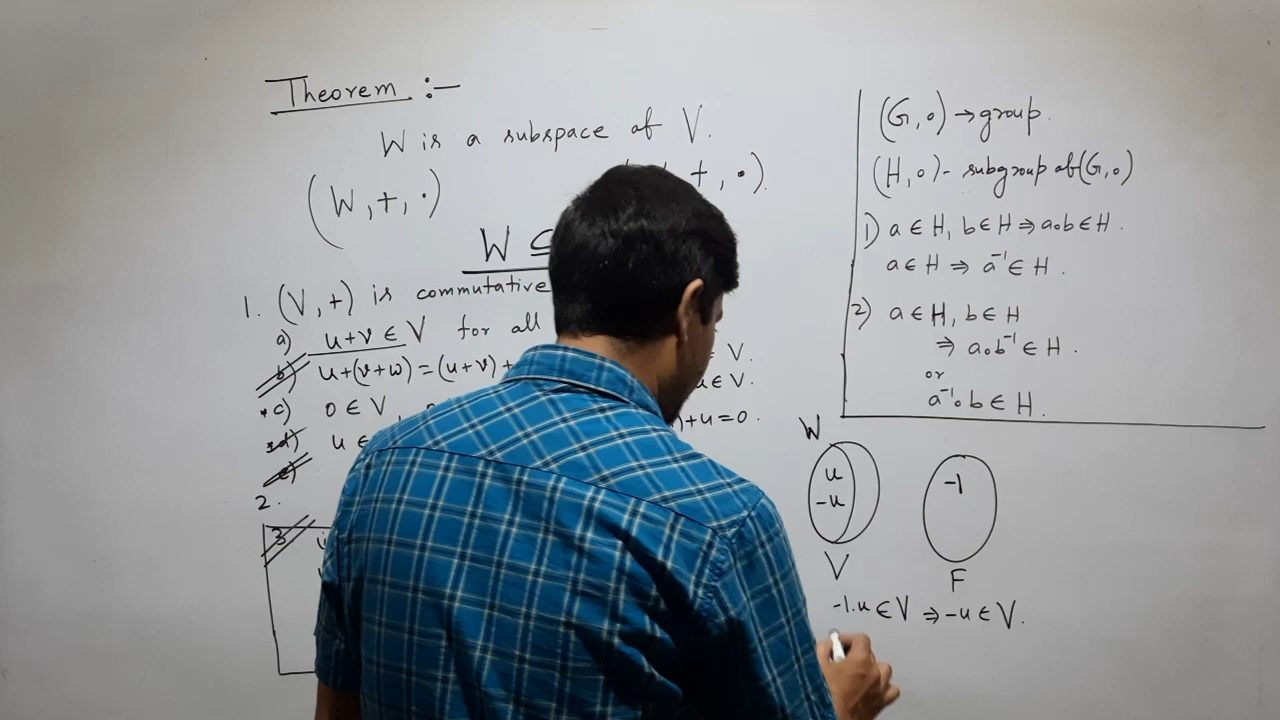 Theorem :-
W is a subspace of V.
(W,+,·) +,·).
W ⊆
1. (V,+) is commutative
a) u+v ∈ V for all
b) u+(v+w)=(u+v)+ V.
c) 0 ∈ V, u ∈ V.
d) u ∈ )+u=0.
e)
2.
3
(G,o)→group.
(H,o)- subgroup of (G,o)
1) a ∈ H, b ∈ H ⇒ aob ∈ H.
a ∈ H ⇒ a⁻¹ ∈ H.
2) a ∈ H, b ∈ H
⇒ aob⁻¹ ∈ H.
or
a⁻¹ob ∈ H.
W
u
-u
V
-1
F
-1.u ∈ V ⇒ -u ∈ V.